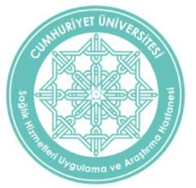 CUMHURİYET ÜNİVERSİTESİ
Sağlık Hizmetleri Uygulama ve Araştırma Hastanesi